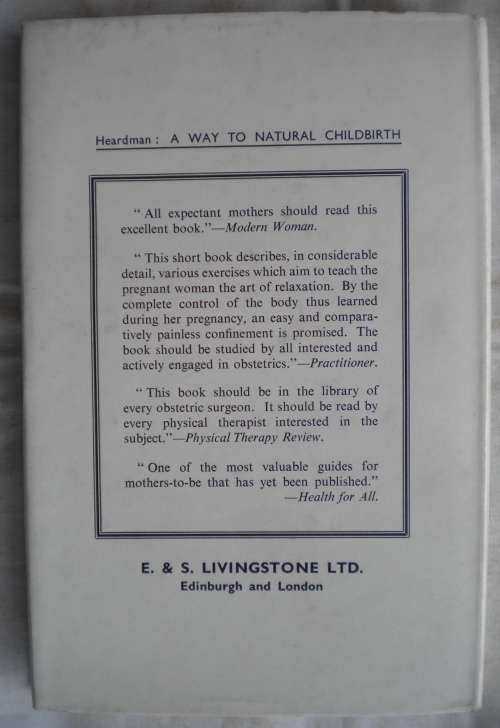 Heardman : A WAY TO NATURAL CHILDBIRTH
“ All expectant mothers should read this
excellent book.”—Modern Woman.
“ This short book describes, in considerable
detail, various exercises which aim to teach the
pregnant woman the art of relaxation. By the
complete control of the body thus learned
during her pregnancy, an easy and compara-
tively painless confinement is promised. The
book should be studied by all interested and
actively engaged in obstetrics.”—Practitioner.
“ This book should be in the library of
every obstetric surgeon. It should be read by
every physical therapist interested in the
subject.”—Physical Therapy Review.
“ One of the most valuable guides for
mothers-to-be that has yet been published.”
—Health for All.
E. & S. LIVINGSTONE LTD.
Edinburgh and London